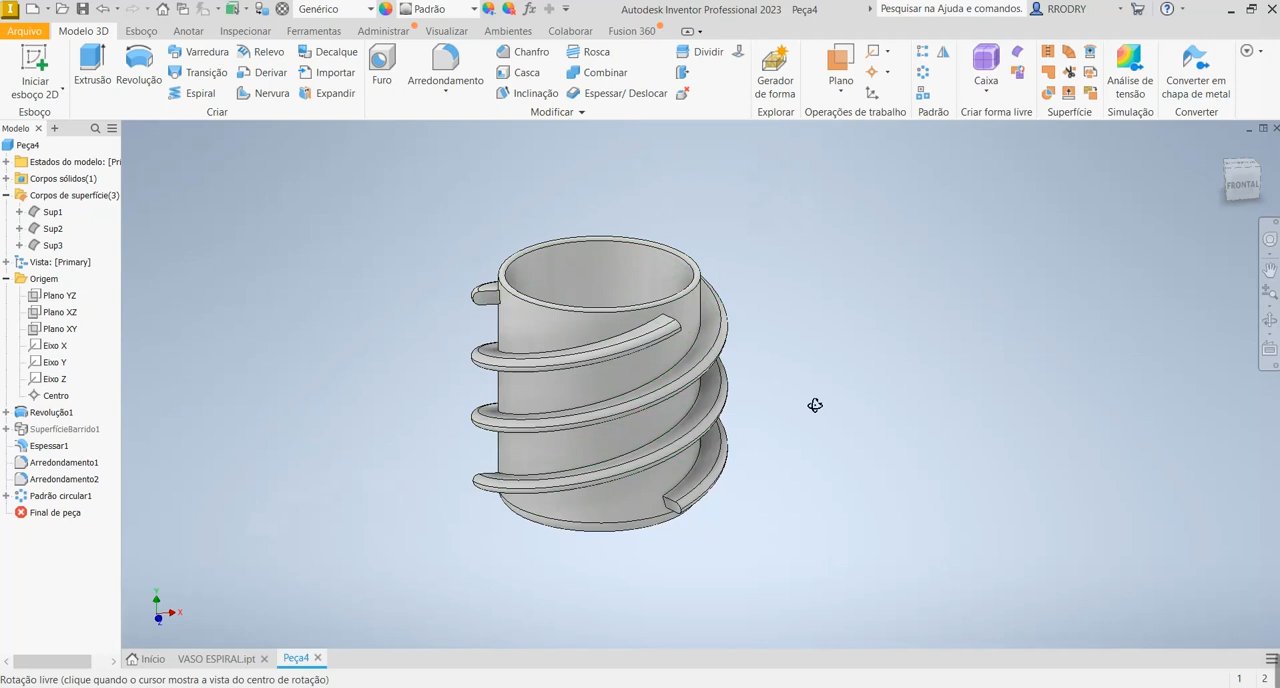 Genérico
Padrão
Autodesk Inventor Professional 2023 Peça4
Pesquisar na Ajuda e comandos.
RRODRY
Arquivo
Modelo 3D
Esboço
Anotar
Inspecionar
Ferramentas
Administrar
Visualizar
Ambientes
Colaborar
Fusion 360
Iniciar
esboço 2D
Esboço
Extrusão
Revolução
Varredura
Transição
Espiral
Relevo
Derivar
Nervura
Decalque
Importar
Expandir
Criar
Furo
Arredondamento
Chanfro
Casca
Inclinação
Rosca
Combinar
Espessar/ Deslocar
Dividir
Modificar
Gerador
de forma
Explorar
Plano
Operações de trabalho
Padrão
Caixa
Criar forma livre
Superfície
Análise de
tensão
Simulação
Converter em
chapa de metal
Converter
Modelo
Peça4
Estados do modelo: [Pri
Corpos sólidos(1)
Corpos de superfície(3)
Sup1
Sup2
Sup3
Vista: [Primary]
Origem
Plano YZ
Plano XZ
Plano XY
Eixo X
Eixo Y
Eixo Z
Centro
Revolução1
SuperfícieBarrido1
Espessar1
Arredondamento1
Arredondamento2
Padrão circular1
Final de peça
FRONTAL
Y
X
Z
Início
VASO ESPIRAL.ipt
Peça4
Rotação livre (clique quando o cursor mostra a vista do centro de rotação)
1
2